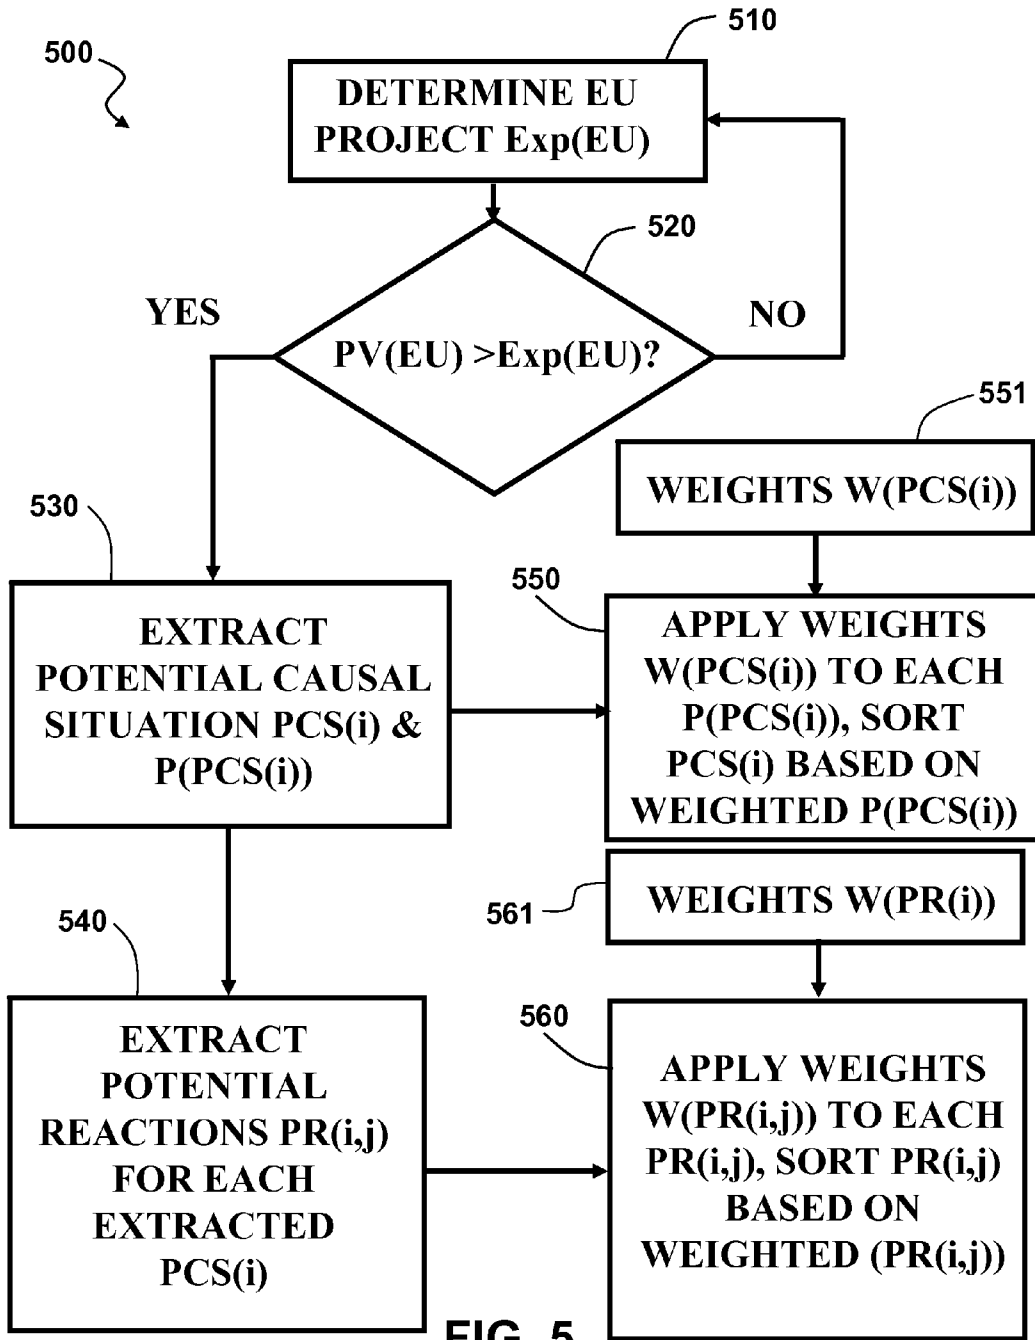 510
500
DETERMINE EU
PROJECT Exp(EU)
520
YES
NO
PV(EU) >Exp(EU)?
551
WEIGHTS W(PCS(i))
530
550
EXTRACT
POTENTIAL CAUSAL
SITUATION PCS(i) &
P(PCS(i))
APPLY WEIGHTS
W(PCS(i)) TO EACH
P(PCS(i)), SORT
PCS(i) BASED ON
WEIGHTED P(PCS(i))
561
WEIGHTS W(PR(i))
540
560
EXTRACT
POTENTIAL
REACTIONS PR(i,j)
FOR EACH
EXTRACTED
PCS(i)
APPLY WEIGHTS
W(PR(i,j)) TO EACH
PR(i,j), SORT PR(i,j)
BASED ON
WEIGHTED (PR(i,j))
FIG. 5